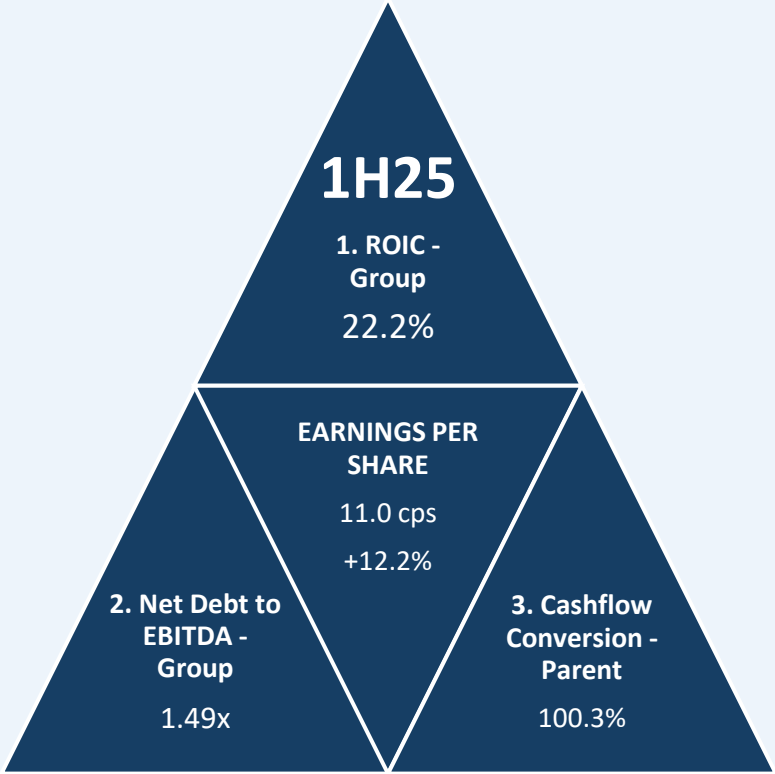 1H25
1. ROIC -
Group
22.2%
EARNINGS PER
SHARE
11.0 cps
+12.2%
2. Net Debt to
EBITDA -
Group
1.49x
3. Cashflow
Conversion -
Parent
100.3%